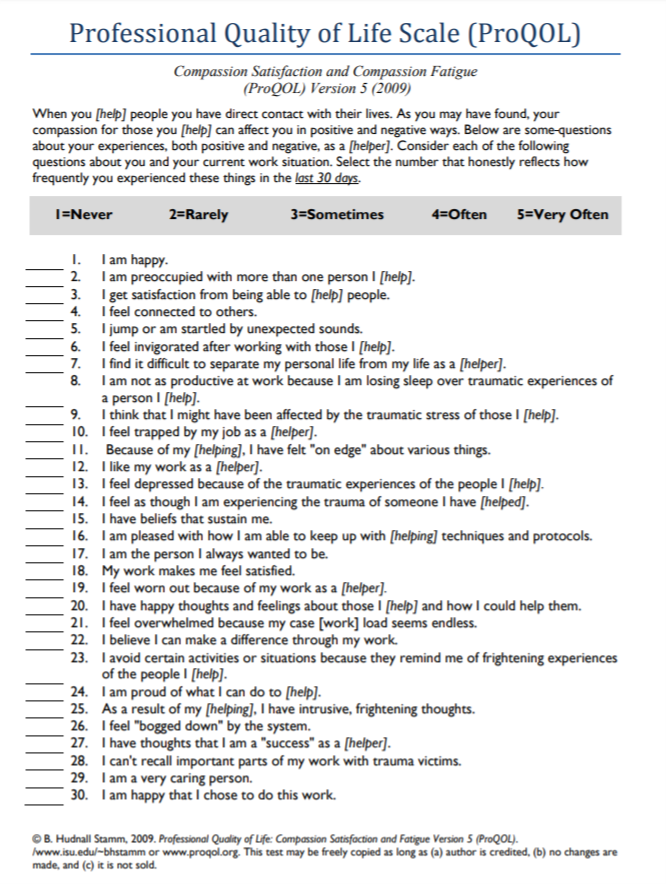 Professional Quality of Life Scale (ProQOL)
Compassion Satisfaction and Compassion Fatigue
(ProQOL) Version 5 (2009)
When you [help] people you have direct contact with their lives. As you may have found, your
compassion for those you [help] can affect you in positive and negative ways. Below are some-questions
about your experiences, both positive and negative, as a [helper]. Consider each of the following
questions about you and your current work situation. Select the number that honestly reflects how
frequently you experienced these things in the last 30 days.
1=Never 2=Rarely 3=Sometimes 4=Often 5=Very Often
1. I am happy.
2. I am preoccupied with more than one person I [help].
3. I get satisfaction from being able to [help] people.
4. I feel connected to others.
5. I jump or am startled by unexpected sounds.
6. I feel invigorated after working with those I [help].
7. I find it difficult to separate my personal life from my life as a [helper].
8. I am not as productive at work because I am losing sleep over traumatic experiences of
a person I [help].
9. I think that I might have been affected by the traumatic stress of those I [help].
10. I feel trapped by my job as a [helper].
11. Because of my [helping], I have felt "on edge" about various things.
12. I like my work as a [helper].
13. I feel depressed because of the traumatic experiences of the people I [help].
14. I feel as though I am experiencing the trauma of someone I have [helped].
15. I have beliefs that sustain me.
16. I am pleased with how I am able to keep up with [helping] techniques and protocols.
17. I am the person I always wanted to be.
18. My work makes me feel satisfied.
19. I feel worn out because of my work as a [helper].
20. I have happy thoughts and feelings about those I [help] and how I could help them.
21. I feel overwhelmed because my case [work] load seems endless.
22. I believe I can make a difference through my work.
23. I avoid certain activities or situations because they remind me of frightening experiences
of the people I [help].
24. I am proud of what I can do to [help].
25. As a result of my [helping], I have intrusive, frightening thoughts.
26. I feel "bogged down" by the system.
27. I have thoughts that I am a "success" as a [helper].
28. I can't recall important parts of my work with trauma victims.
29. I am a very caring person.
30. I am happy that I chose to do this work.
© B. Hudnall Stamm, 2009. Professional Quality of Life: Compassion Satisfaction and Fatigue Version 5 (ProQOL).
/www.isu.edu/~bhstamm or www.proqol.org. This test may be freely copied as long as (a) author is credited, (b) no changes are
made, and (c) it is not sold.